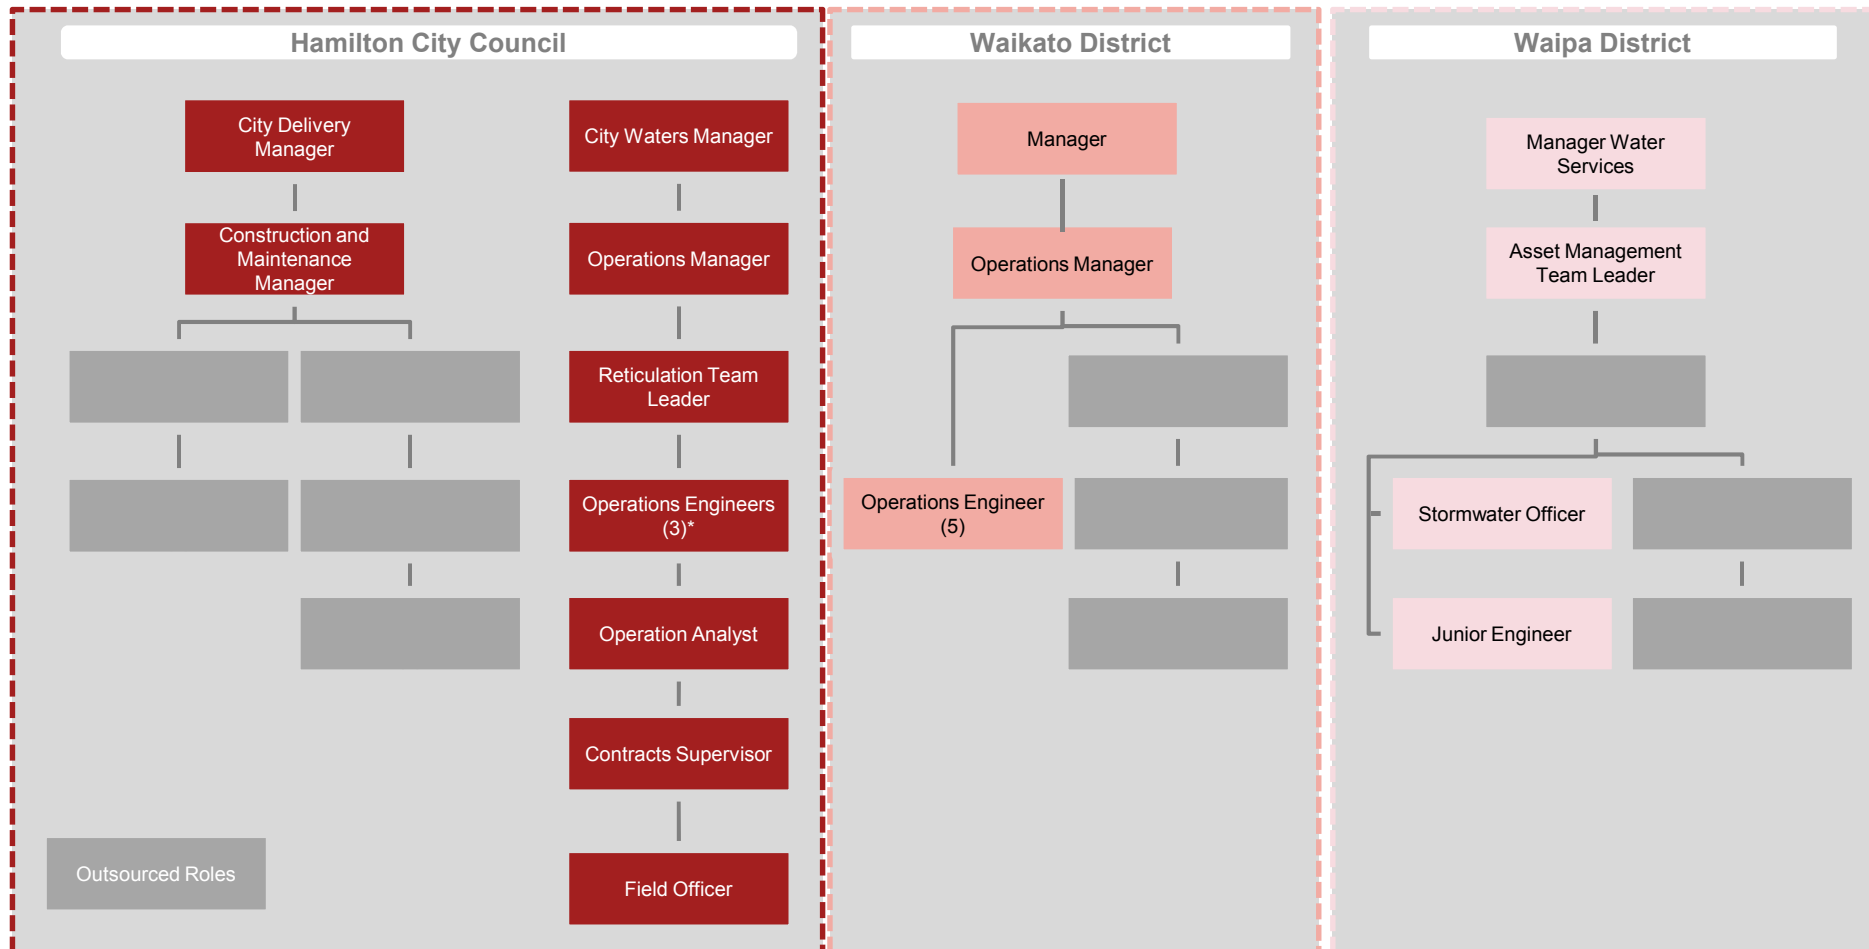 Hamilton City Council
City Delivery
Manager
Construction and
Maintenance
Manager
City Waters Manager
Operations Manager
Reticulation Team
Leader
Operations Engineers
(3)*
Operation Analyst
Contracts Supervisor
Field Officer
Outsourced Roles
Waikato District
Manager
Operations Manager
Operations Engineer
(5)
Waipa District
Manager Water
Services
Asset Management
Team Leader
Stormwater Officer
Junior Engineer